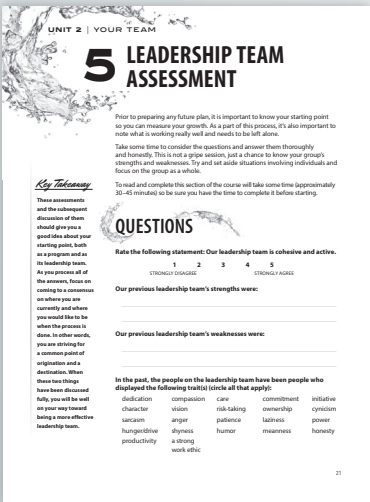 UNIT 2 | YOUR TEAM
5 LEADERSHIP TEAM
ASSESSMENT
Prior to preparing any future plan, it is important to know your starting point
so you can measure your growth. As a part of this process, it's also important to
note what is working really well and needs to be left alone.
Take some time to consider the questions and answer them thoroughly
and honestly. This is not a gripe session, just a chance to know your group's
strengths and weaknesses. Try and set aside situations involving individuals and
focus on the group as a whole.
To read and complete this section of the course will take some time (approximately
30–45 minutes) so be sure you have the time to complete it before starting.
Key Takeaway
These assessments
and the subsequent
discussion of them
should give you a
good idea about your
starting point, both
as a program and as
its leadership team.
As you process all of
the answers, focus on
coming to a consensus
on where you are
currently and where
you would like to be
when the process is
done. In other words,
you are striving for
a common point of
origination and a
destination. When
these two things
have been discussed
fully, you will be well
on your way toward
being a more effective
leadership team.
QUESTIONS
Rate the following statement: Our leadership team is cohesive and active.
1 2 3 4 5
STRONGLY DISAGREE STRONGLY AGREE
Our previous leadership team's strengths were:
Our previous leadership team's weaknesses were:
In the past, the people on the leadership team have been people who
displayed the following trait(s) (circle all that apply):
dedication compassion care commitment initiative
character vision risk-taking ownership cynicism
sarcasm anger patience laziness power
hunger/drive shyness humor meanness honesty
productivity a strong
work ethic
21